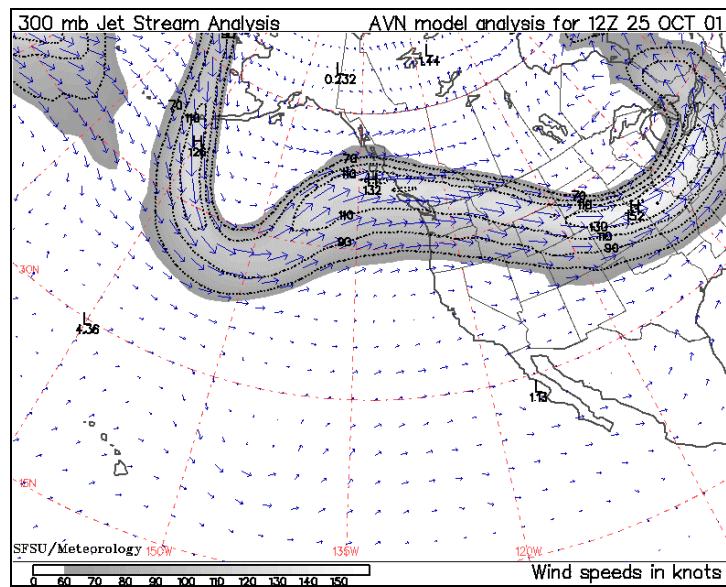 300 mb Jet Stream Analysis AVN model analysis for 12Z 25 OCT 01
L
1.44
L
0.232
70
110
H
126
70
110
H
132
110
90
70
110
H
152
130
110
90
30N
L
4.36
L
1.13
15N
SFSU/Meteorology
150W
135W
120W
0 60 70 80 90 100 110 120 130 140 150
Wind speeds in knots